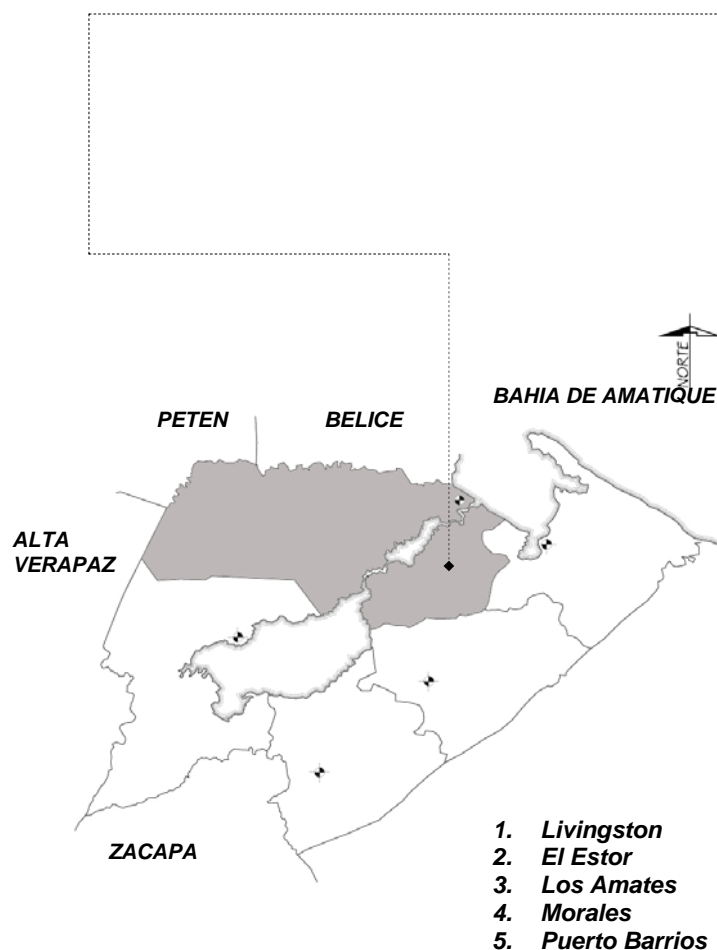 NORTE
BAHIA DE AMATIQUE
PETEN
BELICE
ALTA
VERAPAZ
ZACAPA
1. Livingston
2. El Estor
3. Los Amates
4. Morales
5. Puerto Barrios